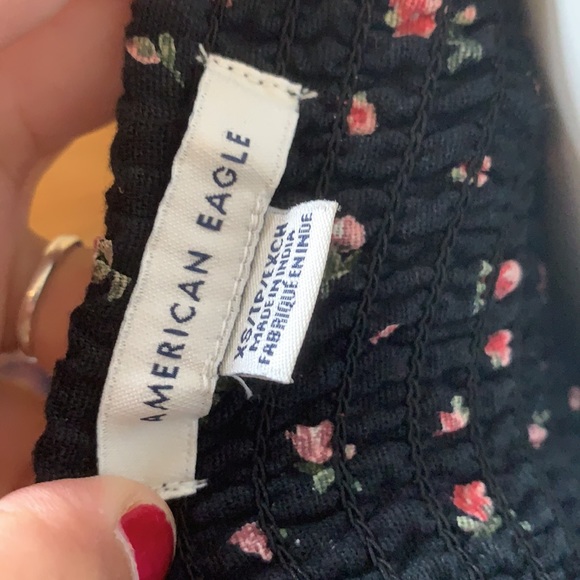 AMERICAN EAGLE
XS/TP/EXCH
MADE IN INDIA
FABRIQUÉ EN INDE